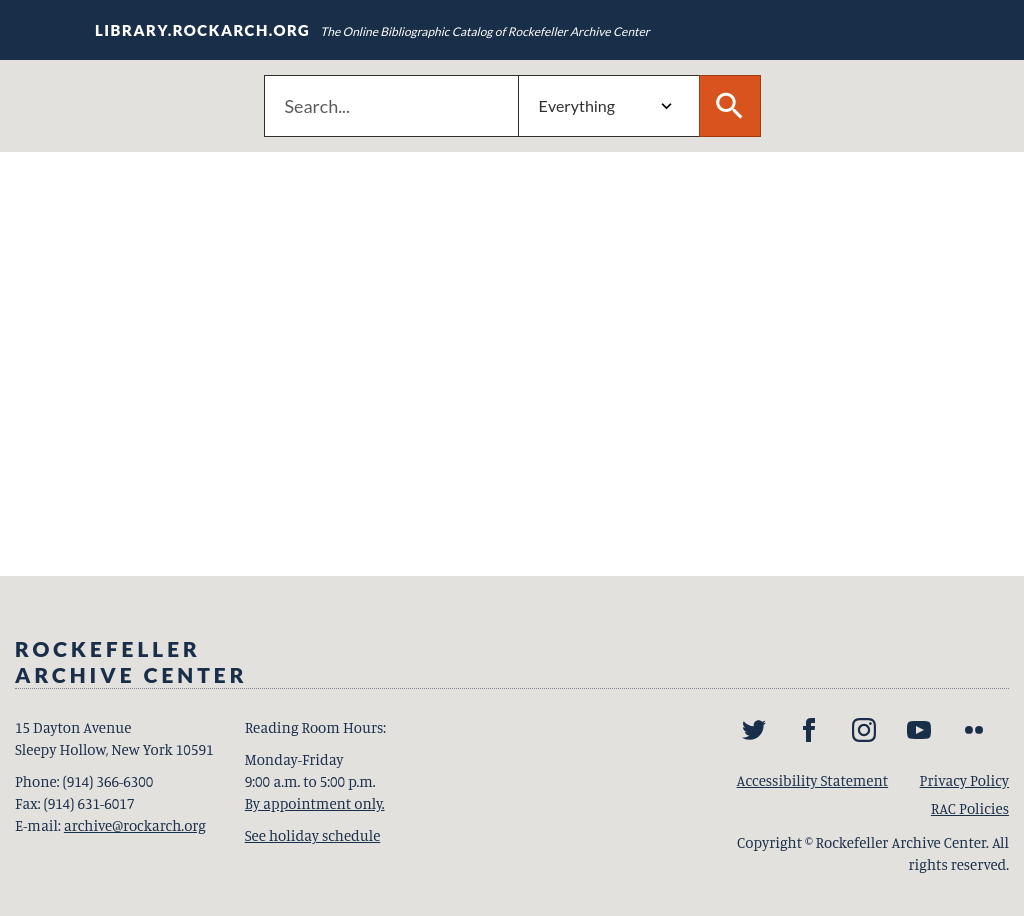 LIBRARY.ROCKARCH.ORG The Online Bibliographic Catalog of Rockefeller Archive Center
Search... Everything
ROCKEFELLER
ARCHIVE CENTER
15 Dayton Avenue
Sleepy Hollow, New York 10591
Phone: (914) 366-6300
Fax: (914) 631-6017
E-mail: archive@rockarch.org
Reading Room Hours:
Monday-Friday
9:00 a.m. to 5:00 p.m.
By appointment only.
See holiday schedule
Accessibility Statement Privacy Policy
RAC Policies
Copyright © Rockefeller Archive Center. All
rights reserved.